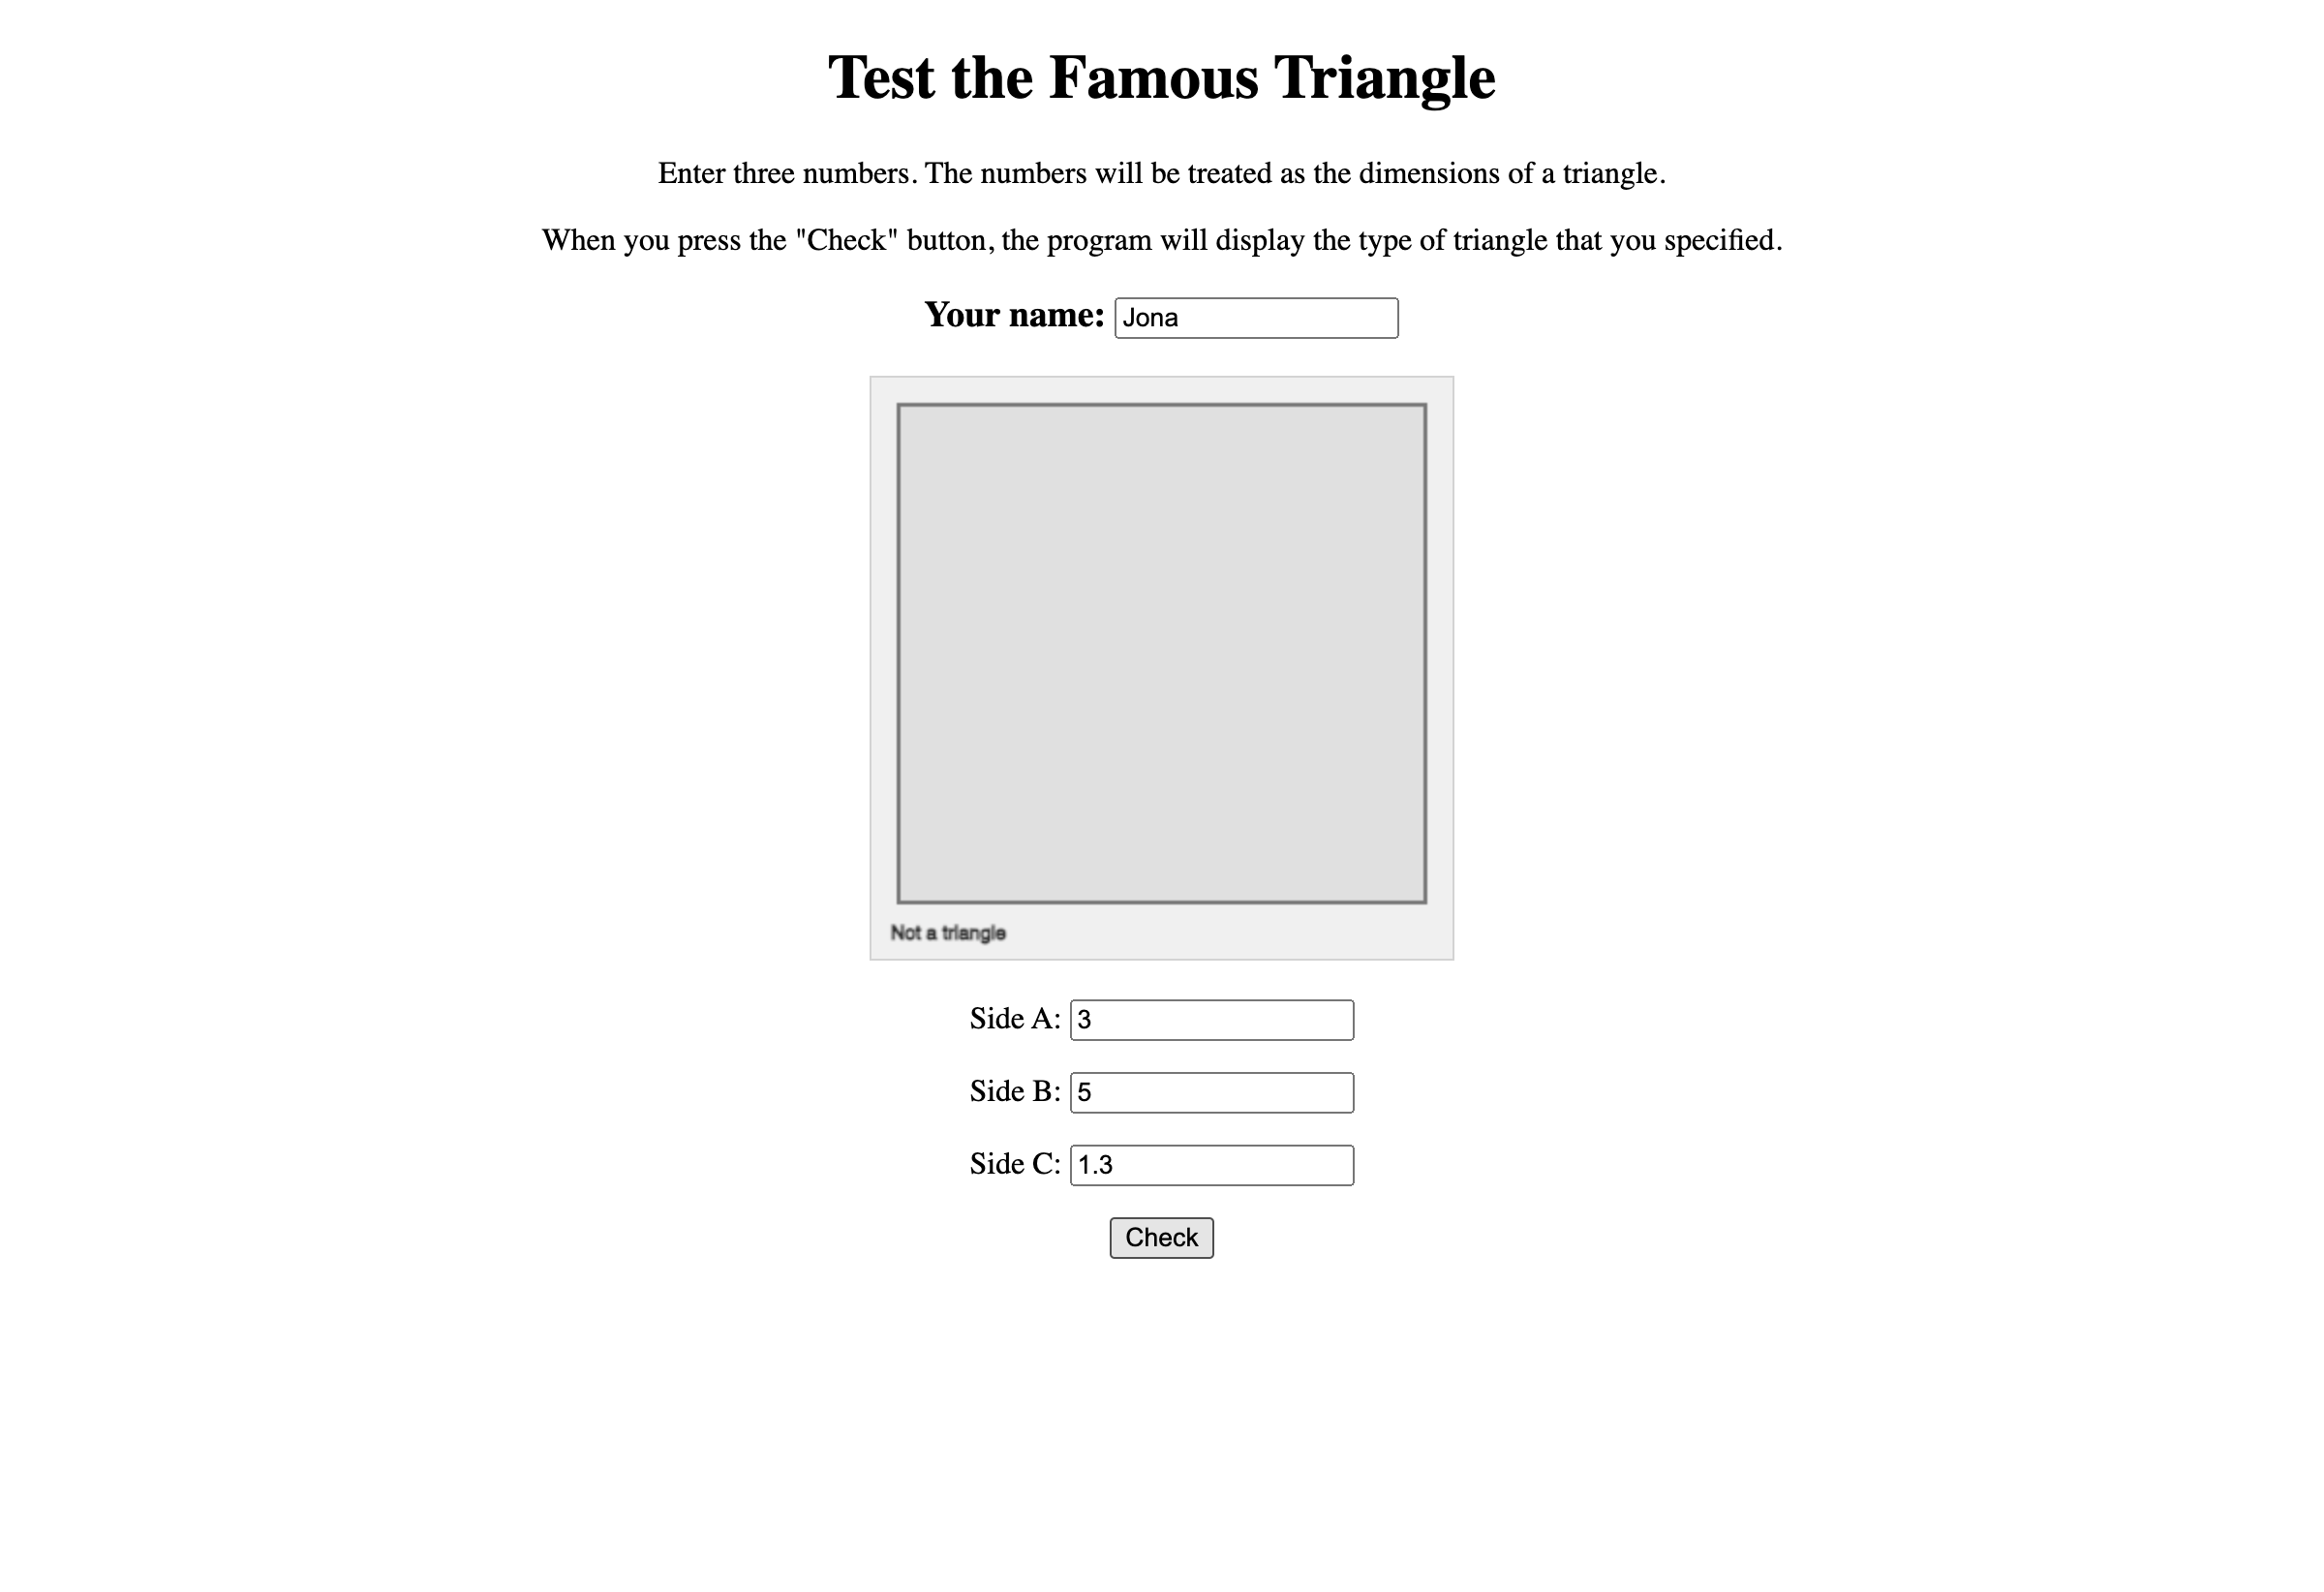 Test the Famous Triangle
Enter three numbers. The numbers will be treated as the dimensions of a triangle.
When you press the "Check" button, the program will display the type of triangle that you specified.
Your name: Jona
Not a triangle
Side A: 3
Side B: 5
Side C: 1.3
Check